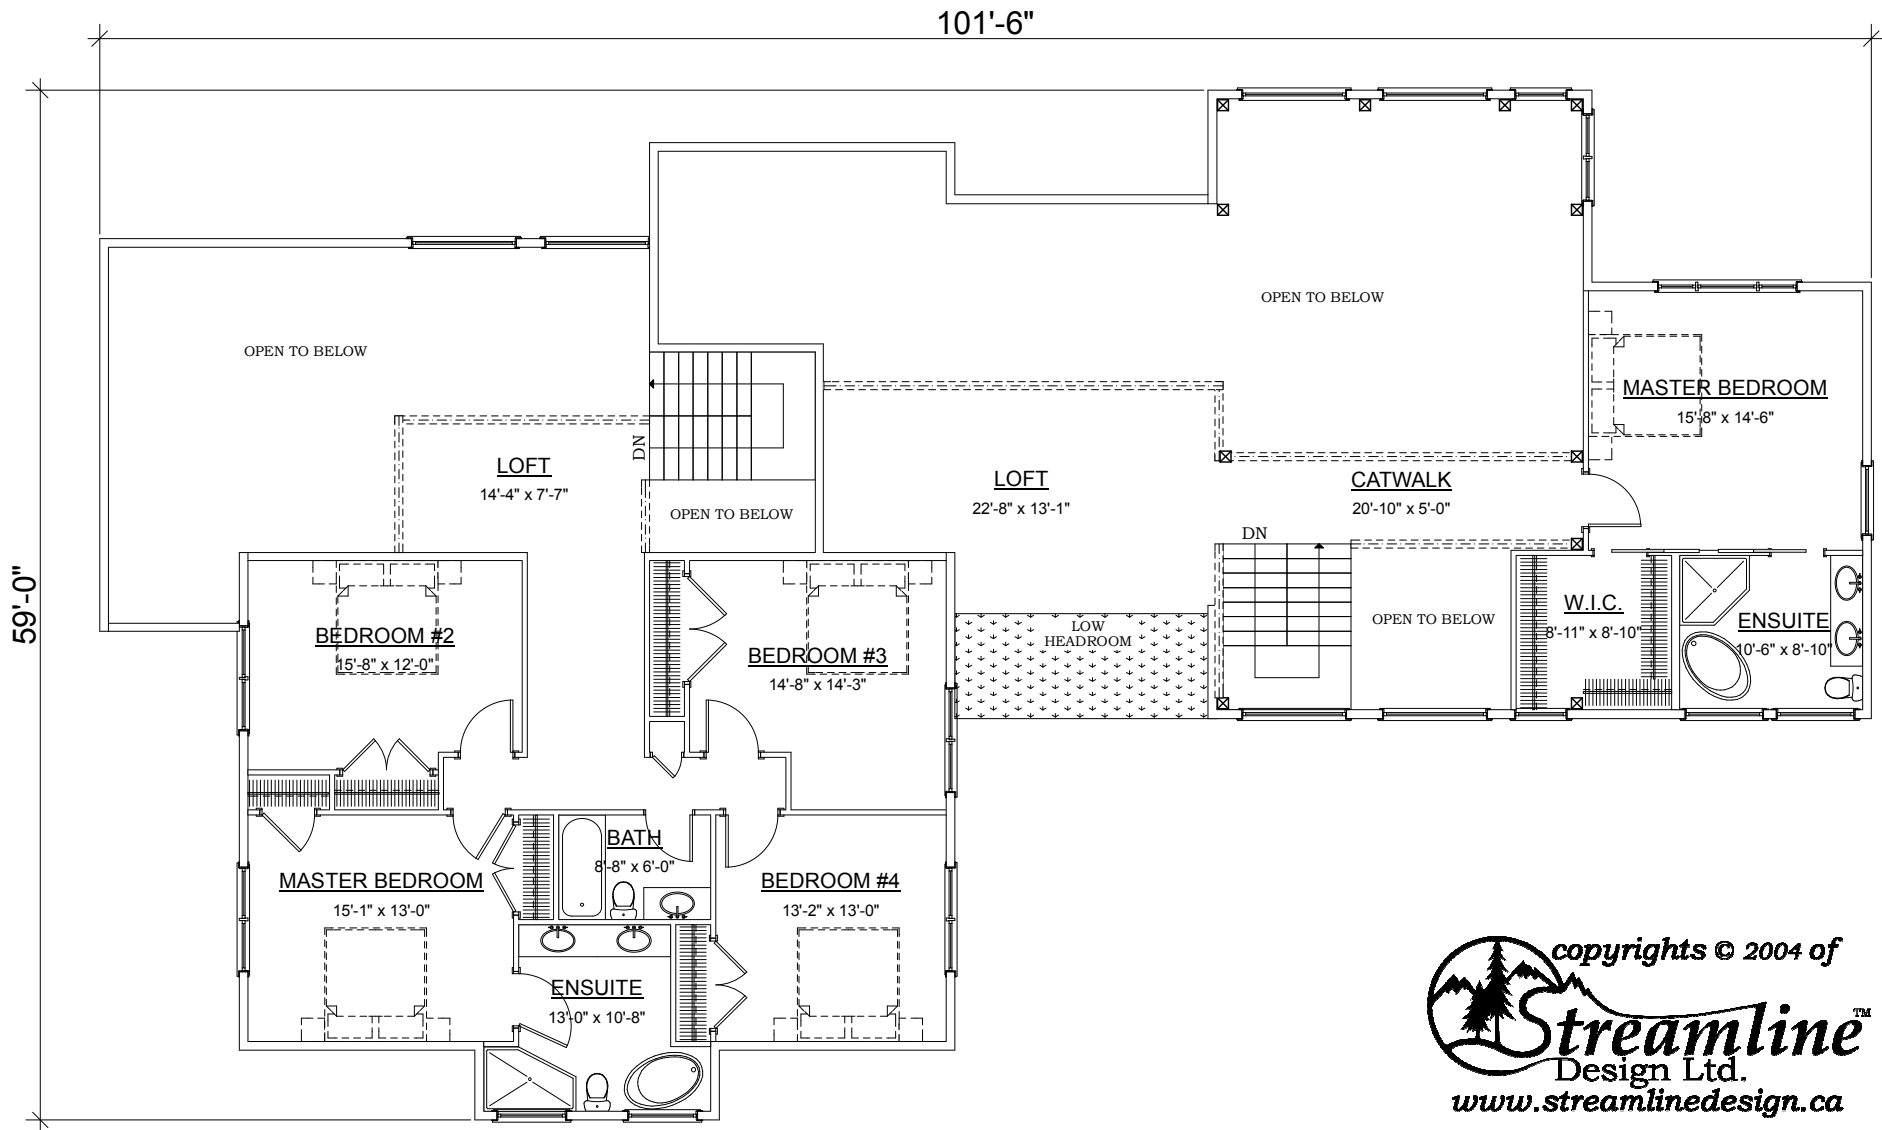 101'-6"
59'-0"
OPEN TO BELOW
OPEN TO BELOW
MASTER BEDROOM
15'-8" x 14'-6"
LOFT
14'-4" x 7'-7"
DN
OPEN TO BELOW
LOFT
22'-8" x 13'-1"
CATWALK
20'-10" x 5'-0"
DN
BEDROOM #2
15'-8" x 12'-0"
BEDROOM #3
14'-8" x 14'-3"
LOW
HEADROOM
OPEN TO BELOW
W.I.C.
8'-11" x 8'-10"
ENSUITE
10'-6" x 8'-10"
MASTER BEDROOM
15'-1" x 13'-0"
BATH
8'-8" x 6'-0"
BEDROOM #4
13'-2" x 13'-0"
ENSUITE
13'-0" x 10'-8"
copyrights © 2004 of
Streamline™
Design Ltd.
www.streamlinedesign.ca